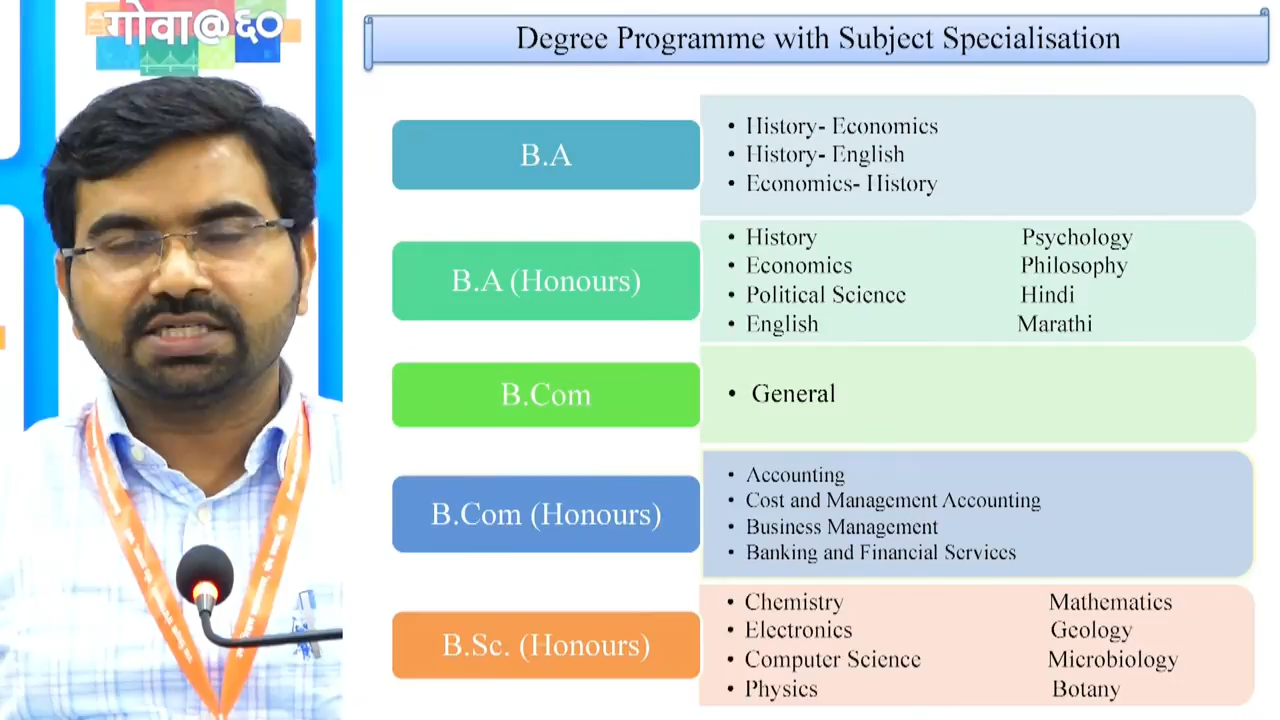 गोवा@६०
Degree Programme with Subject Specialisation
B.A
• History- Economics
• History- English
• Economics- History
B.A (Honours)
• History Psychology
• Economics Philosophy
• Political Science Hindi
• English Marathi
B.Com
• General
B.Com (Honours)
• Accounting
• Cost and Management Accounting
• Business Management
• Banking and Financial Services
B.Sc. (Honours)
• Chemistry Mathematics
• Electronics Geology
• Computer Science Microbiology
• Physics Botany